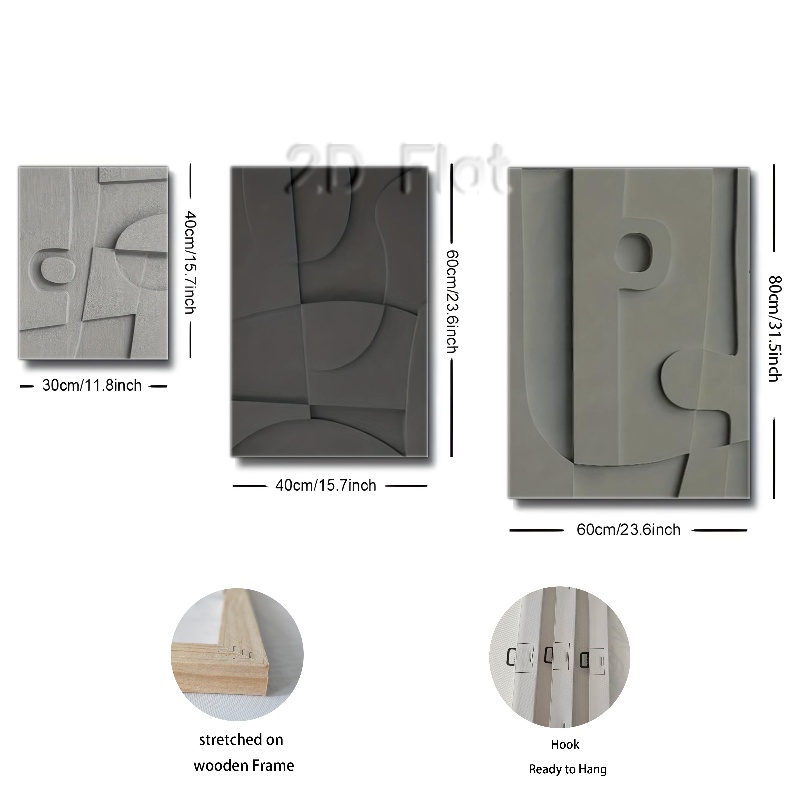 2D Flat
40cm/15.7inch
30cm/11.8inch
60cm/23.6inch
40cm/15.7inch
80cm/31.5inch
60cm/23.6inch
stretched on
wooden Frame
Hook
Ready to Hang